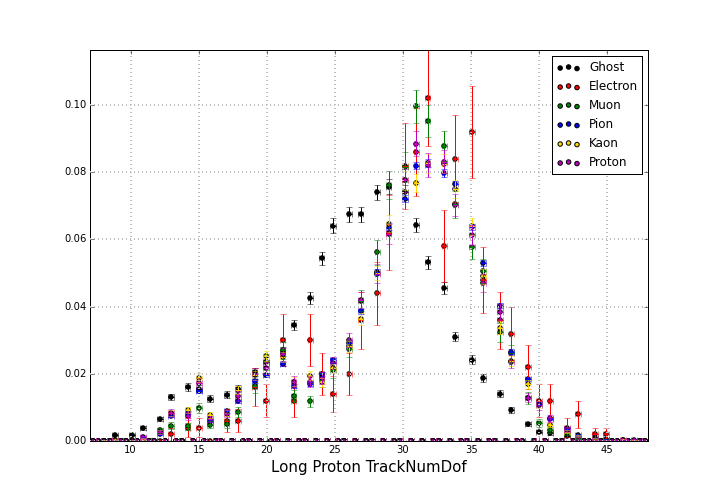 0.10
0.08
0.06
0.04
0.02
0.00
10 15 20 25 30 35 40 45
Long Proton TrackNumDof
Ghost
Electron
Muon
Pion
Kaon
Proton